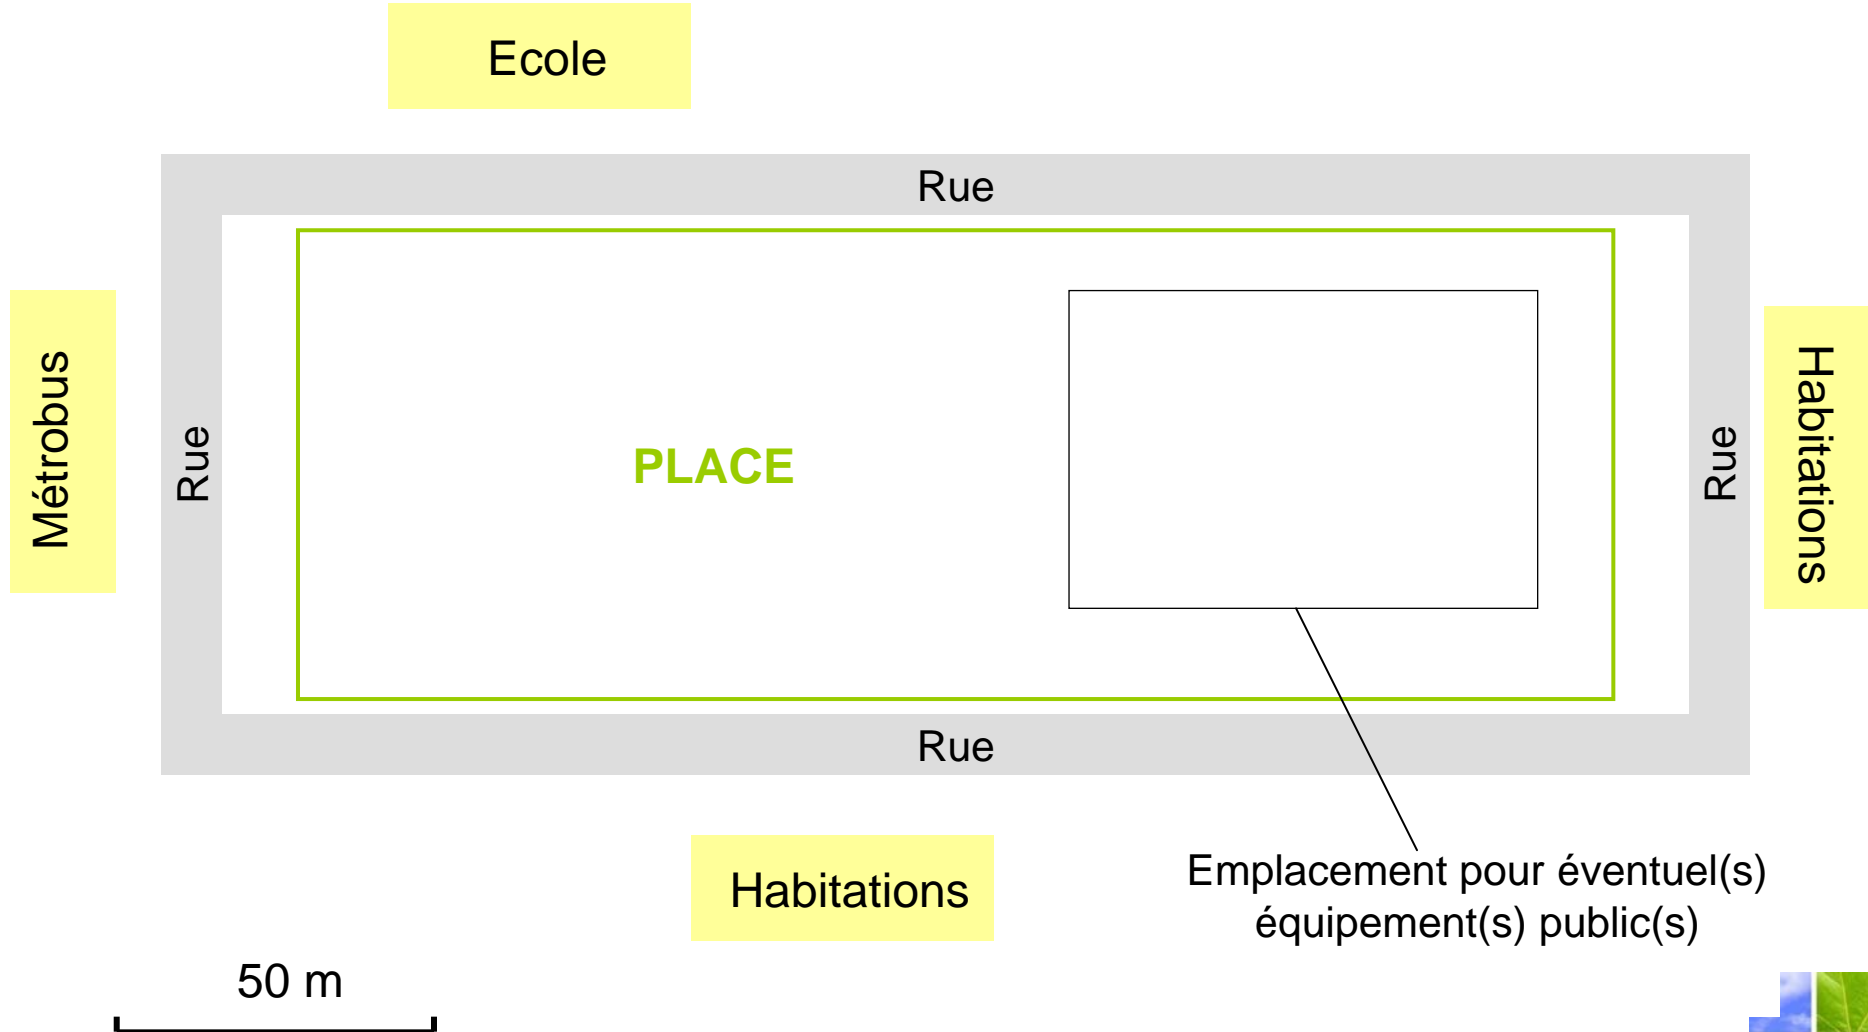 Ecole
Rue
Métrobus
Rue
PLACE
Rue
Habitations
Rue
Habitations
Emplacement pour éventuel(s)
équipement(s) public(s)
50 m